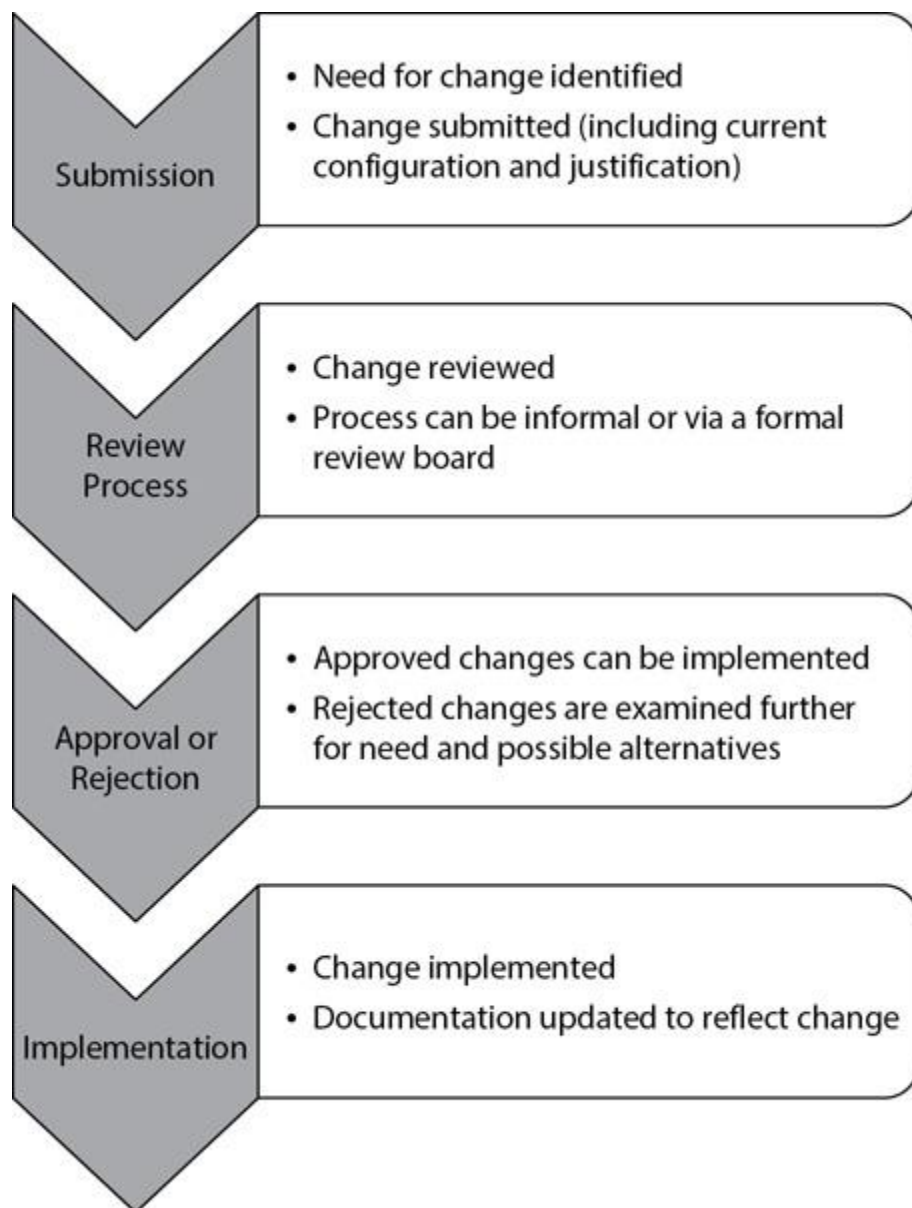 Submission
• Need for change identified
• Change submitted (including current
configuration and justification)
Review
Process
• Change reviewed
• Process can be informal or via a formal
review board
Approval or
Rejection
• Approved changes can be implemented
• Rejected changes are examined further
for need and possible alternatives
Implementation
• Change implemented
• Documentation updated to reflect change